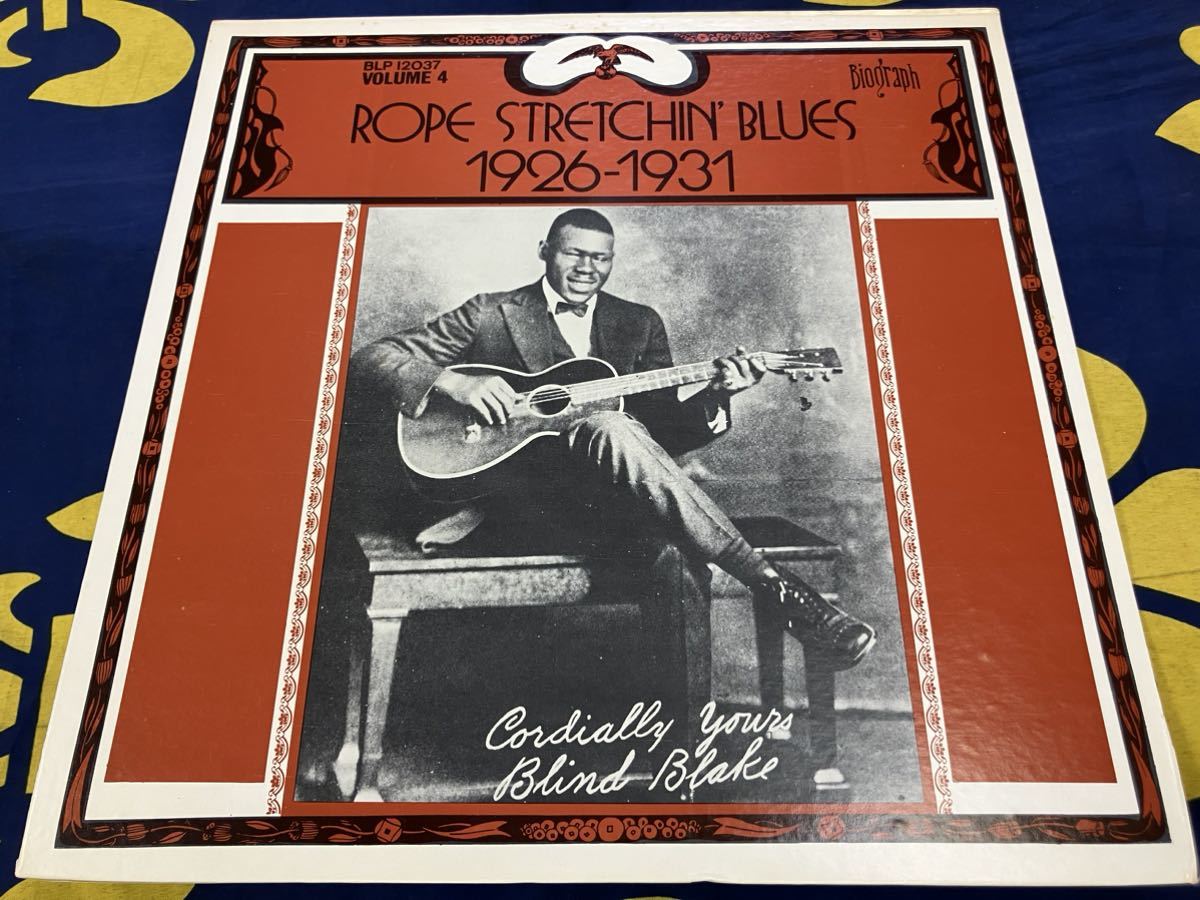 BLP 12037
VOLUME 4
Biograph
ROPE STRETCHIN' BLUES
1926-1931
Cordially Yours
Blind Blake